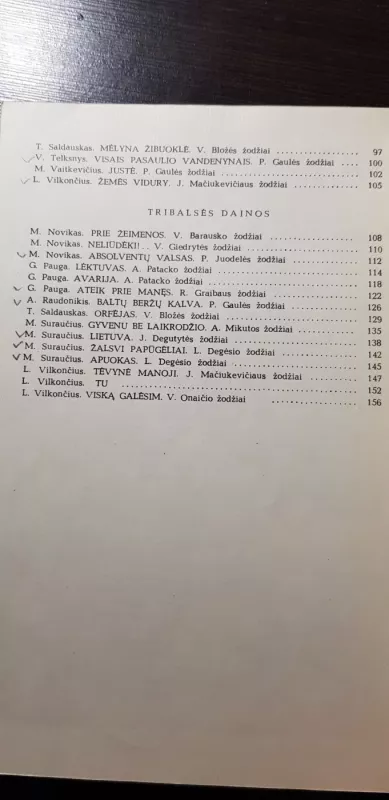 T. Saldauskas. MĖLYNA ŽIBUOKLĖ. V. Bložės žodžiai . . . . . . . . . . . . . . . . 97
V. Telksnys. VISAIS PASAULIO VANDENYNAIS. P. Gaulės žodžiai . . . . 100
M. Vaitkevičius. JUSTĖ. P. Gaulės žodžiai . . . . . . . . . . . . . . . . 102
L. Vilkončius. ŽEMĖS VIDURY. J. Mačiukevičiaus žodžiai . . . . . . . . . . . . 105
TRIBALSĖS DAINOS
M. Novikas. PRIE ŽEIMENOS. V. Barausko žodžiai . . . . . . . . . . . . . . . . 108
M. Novikas. NELIŪDĖKI! . . V. Giedrytės žodžiai . . . . . . . . . . . . . . . . 110
M. Novikas. ABSOLVENTŲ VALSAS. P. Juodelės žodžiai . . . . . . . . . . . . 112
G. Pauga. LĖKTUVAS. A. Patacko žodžiai . . . . . . . . . . . . . . . . 114
G. Pauga. AVARIJA. A. Patacko žodžiai . . . . . . . . . . . . . . . . 118
G. Pauga. ATEIK PRIE MANĘS. R. Graibaus žodžiai . . . . . . . . . . . . 122
A. Raudonikis. BALTŲ BERŽŲ KALVA. P. Gaulės žodžiai . . . . . . . . . . . . 126
T. Saldauskas. ORFĖJAS. V. Bložės žodžiai . . . . . . . . . . . . . . . . 129
M. Suraučius. GYVENU BE LAIKRODŽIO. A. Mikutos žodžiai . . . . . . . . 135
M. Suraučius. LIETUVA. J. Degutytės žodžiai . . . . . . . . . . . . . . . . 138
M. Suraučius. ŽALSVI PAPŪGĖLIAI. L. Degėsio žodžiai . . . . . . . . . . . . 142
M. Suraučius. APUOKAS. L. Degėsio žodžiai . . . . . . . . . . . . . . . . 145
L. Vilkončius. TĖVYNĖ MANOJI. J. Mačiukevičiaus žodžiai . . . . . . . . 147
L. Vilkončius. TU . . . . . . . . . . . . . . . . 152
L. Vilkončius. VISKĄ GALĖSIM. V. Onaičio žodžiai . . . . . . . . . . . . 156